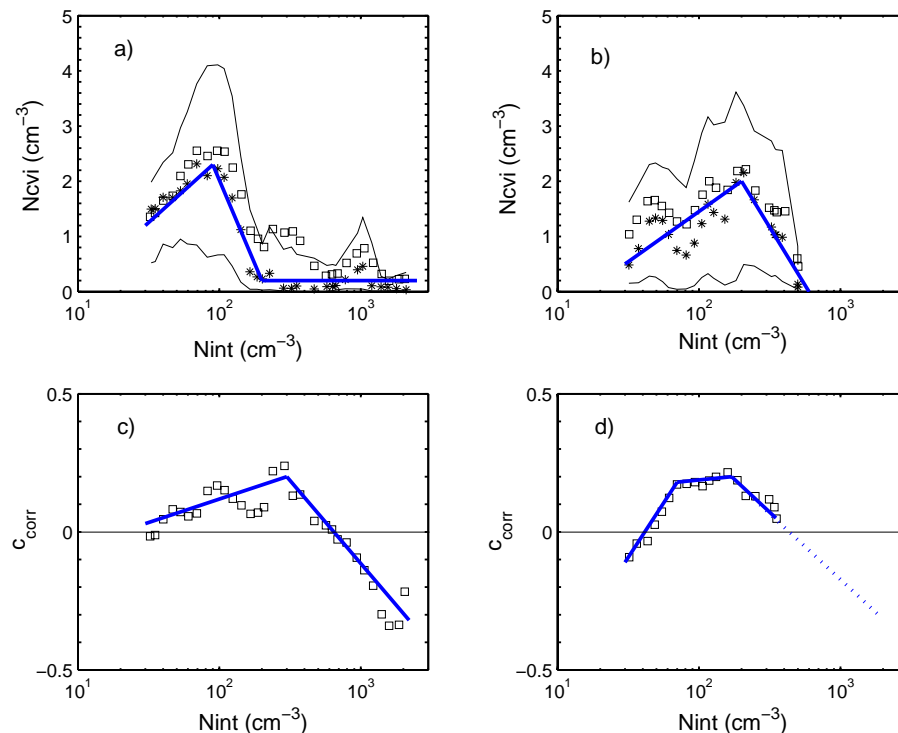 a)
5
4
3
2
1
0
Ncvi (cm⁻³)
10¹
10²
10³
Nint (cm⁻³)
b)
5
4
3
2
1
0
Ncvi (cm⁻³)
10¹
10²
10³
Nint (cm⁻³)
c)
0.5
0
−0.5
c_corr
10¹
10²
10³
Nint (cm⁻³)
d)
0.5
0
−0.5
c_corr
10¹
10²
10³
Nint (cm⁻³)